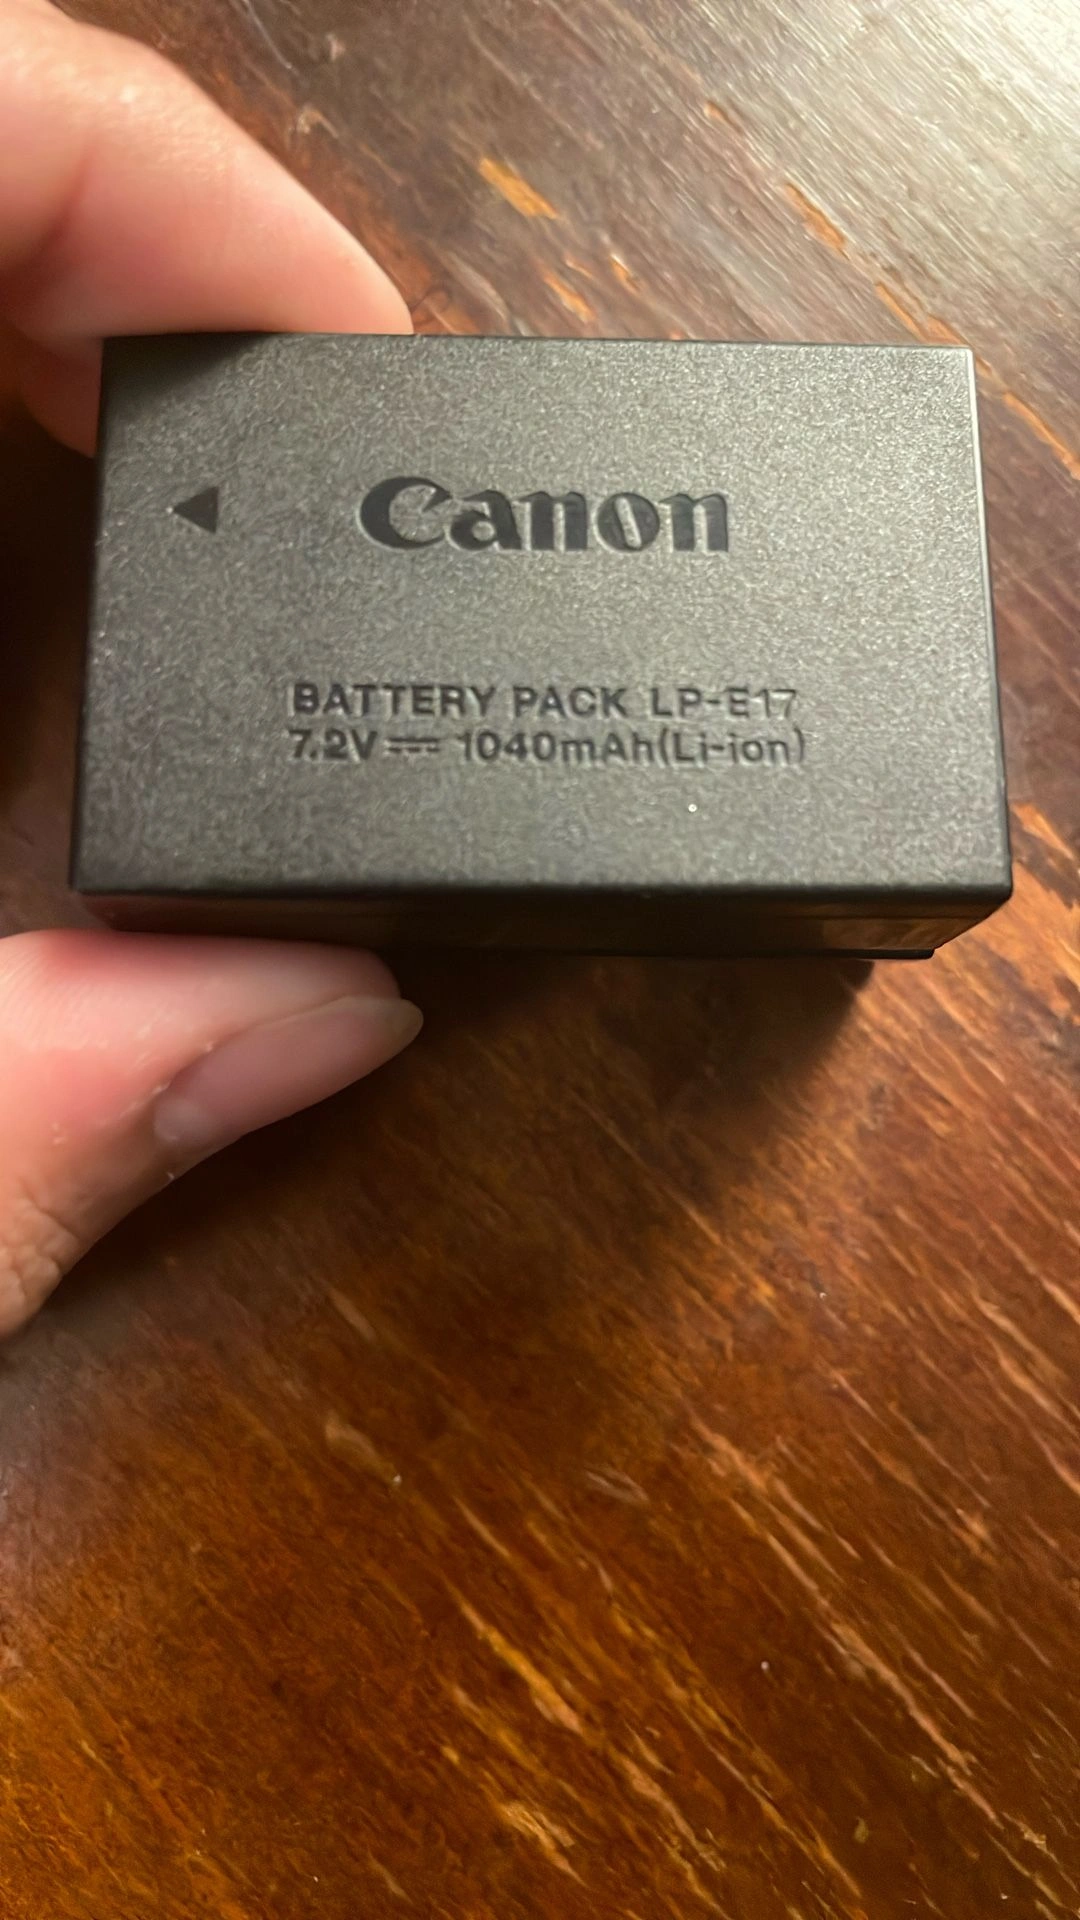 Canon
BATTERY PACK LP-E17
7.2V⎓ 1040mAh(Li-ion)